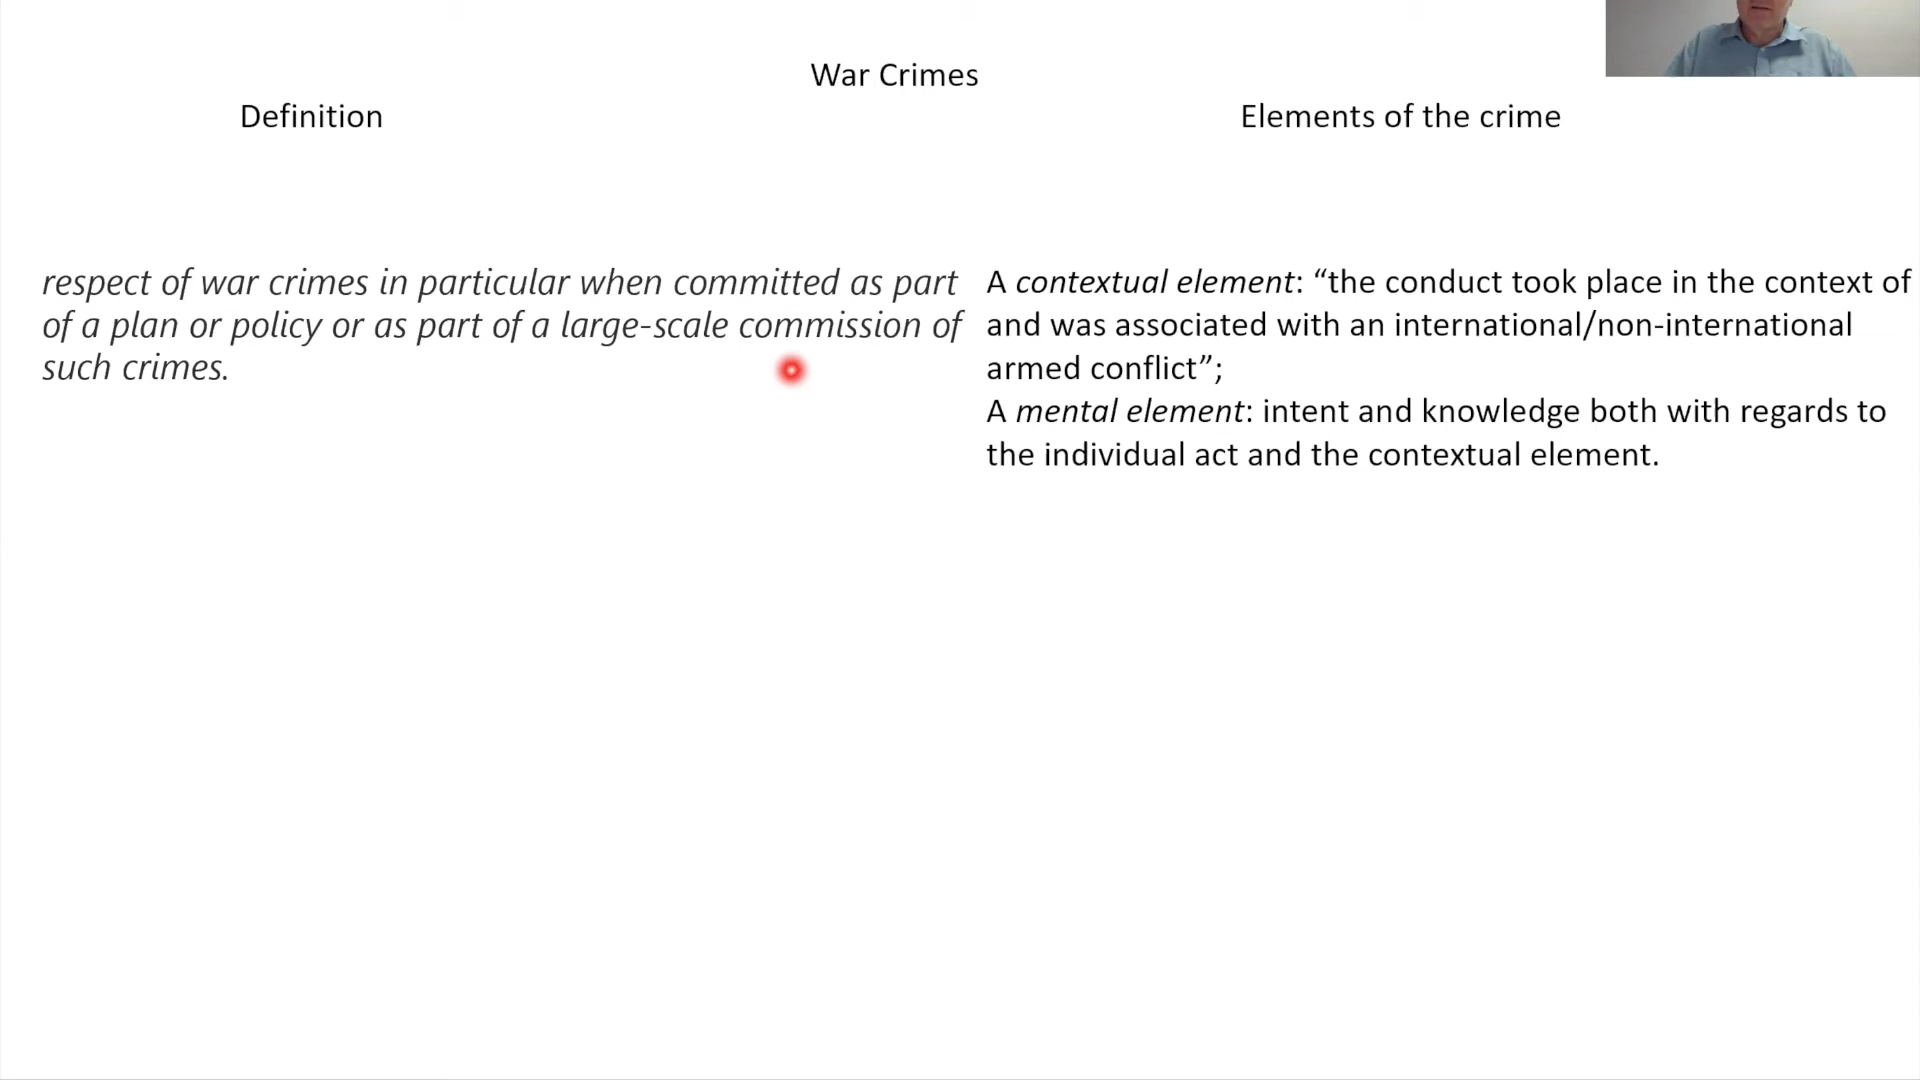 War Crimes
Definition
Elements of the crime
respect of war crimes in particular when committed as part
of a plan or policy or as part of a large-scale commission of
such crimes.
A contextual element: “the conduct took place in the context of
and was associated with an international/non-international
armed conflict”;
A mental element: intent and knowledge both with regards to
the individual act and the contextual element.